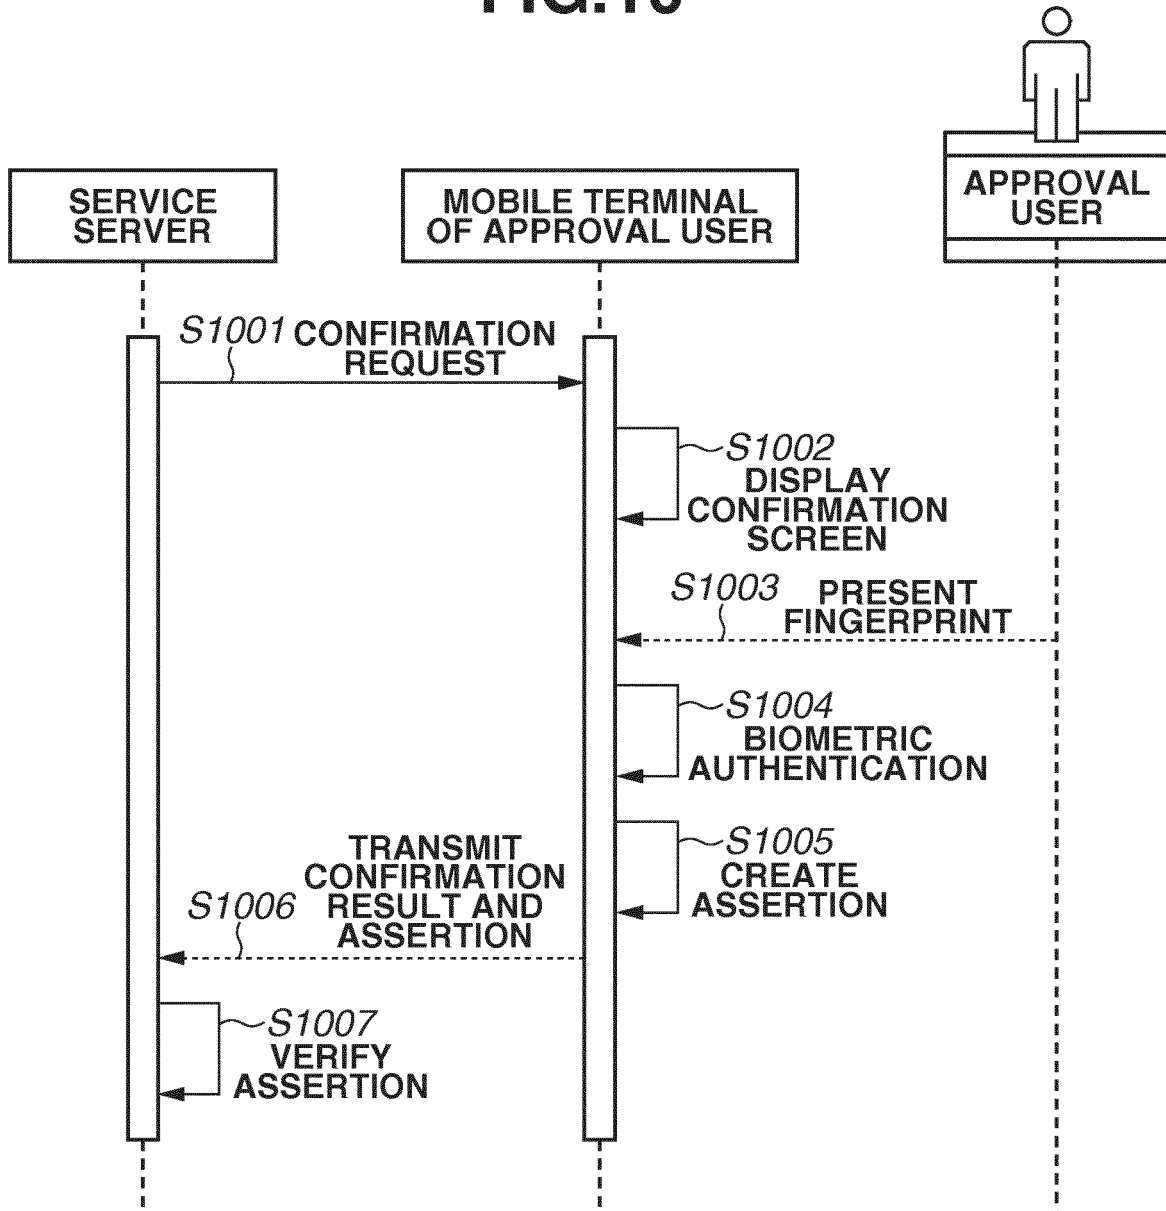 SERVICE
SERVER
MOBILE TERMINAL
OF APPROVAL USER
APPROVAL
USER
S1001 CONFIRMATION
REQUEST
S1002
DISPLAY
CONFIRMATION
SCREEN
S1003 PRESENT
FINGERPRINT
S1004
BIOMETRIC
AUTHENTICATION
S1005
CREATE
ASSERTION
TRANSMIT
CONFIRMATION
S1006 RESULT AND
ASSERTION
S1007
VERIFY
ASSERTION